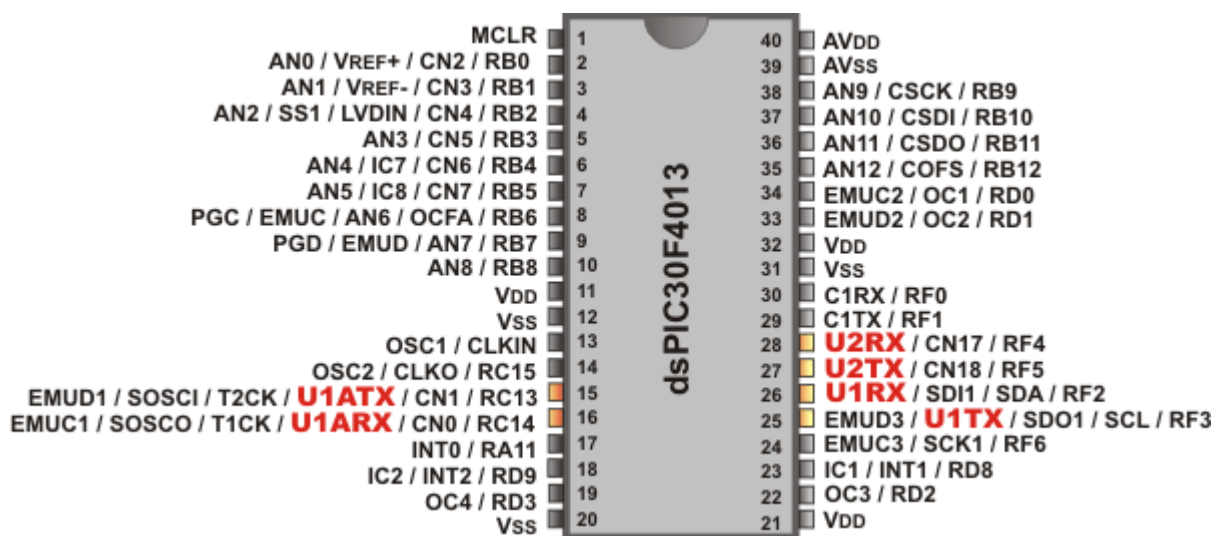 MCLR 1
AN0 / VREF+ / CN2 / RB0 2
AN1 / VREF- / CN3 / RB1 3
AN2 / SS1 / LVDIN / CN4 / RB2 4
AN3 / CN5 / RB3 5
AN4 / IC7 / CN6 / RB4 6
AN5 / IC8 / CN7 / RB5 7
PGC / EMUC / AN6 / OCFA / RB6 8
PGD / EMUD / AN7 / RB7 9
AN8 / RB8 10
VDD 11
VSS 12
OSC1 / CLKIN 13
OSC2 / CLKO / RC15 14
EMUD1 / SOSCI / T2CK / U1ATX / CN1 / RC13 15
EMUC1 / SOSCO / T1CK / U1ARX / CN0 / RC14 16
INT0 / RA11 17
IC2 / INT2 / RD9 18
OC4 / RD3 19
VSS 20
dsPIC30F4013
40 AVDD
39 AVSS
38 AN9 / CSCK / RB9
37 AN10 / CSDI / RB10
36 AN11 / CSDO / RB11
35 AN12 / COFS / RB12
34 EMUC2 / OC1 / RD0
33 EMUD2 / OC2 / RD1
32 VDD
31 VSS
30 C1RX / RF0
29 C1TX / RF1
28 U2RX / CN17 / RF4
27 U2TX / CN18 / RF5
26 U1RX / SDI1 / SDA / RF2
25 EMUD3 / U1TX / SDO1 / SCL / RF3
24 EMUC3 / SCK1 / RF6
23 IC1 / INT1 / RD8
22 OC3 / RD2
21 VDD